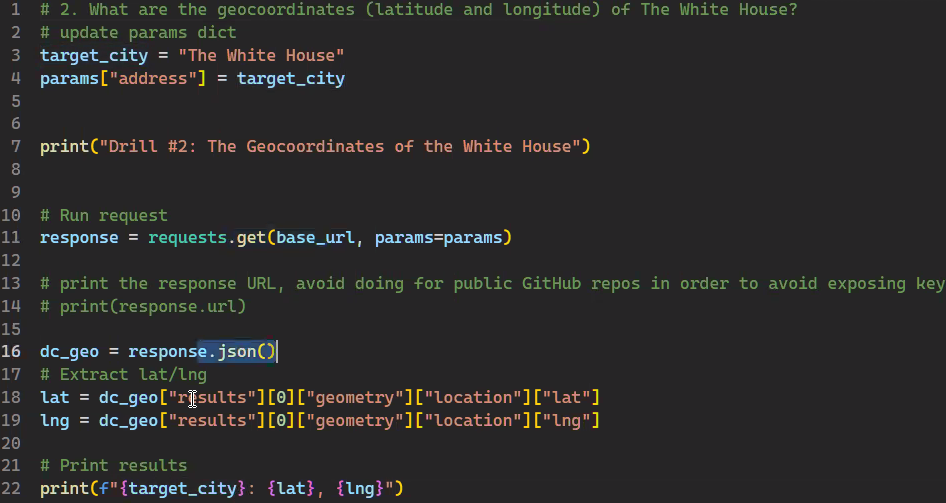 1 # 2. What are the geocoordinates (latitude and longitude) of The White House?
2 # update params dict
3 target_city = "The White House"
4 params["address"] = target_city
5
6
7 print("Drill #2: The Geocoordinates of the White House")
8
9
10 # Run request
11 response = requests.get(base_url, params=params)
12
13 # print the response URL, avoid doing for public GitHub repos in order to avoid exposing key
14 # print(response.url)
15
16 dc_geo = response.json()
17 # Extract lat/lng
18 lat = dc_geo["results"][0]["geometry"]["location"]["lat"]
19 lng = dc_geo["results"][0]["geometry"]["location"]["lng"]
20
21 # Print results
22 print(f"{target_city}: {lat}, {lng}")